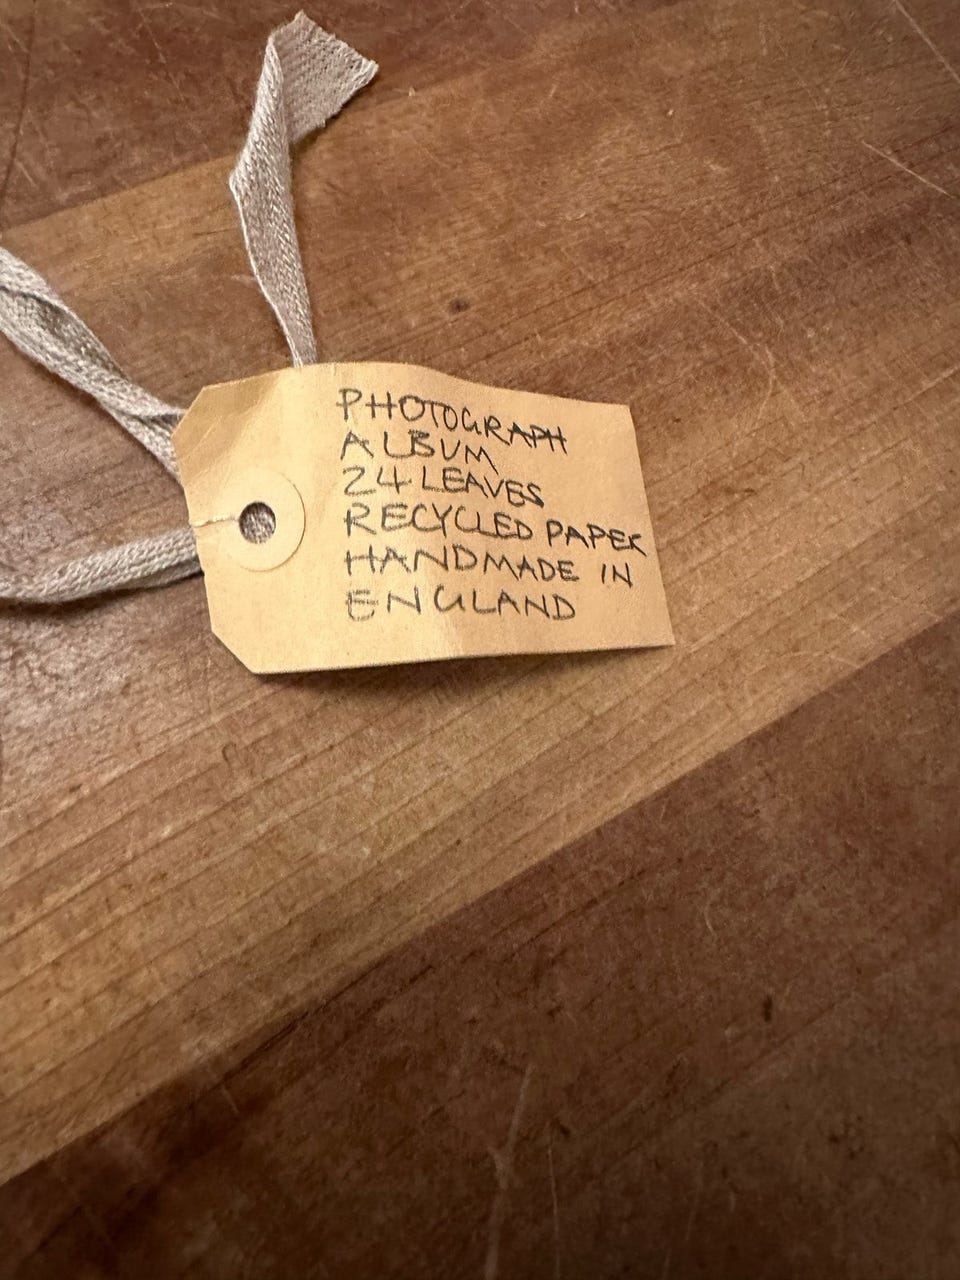 PHOTOGRAPH
ALBUM
24 LEAVES
RECYCLED PAPER
HANDMADE IN
ENGLAND